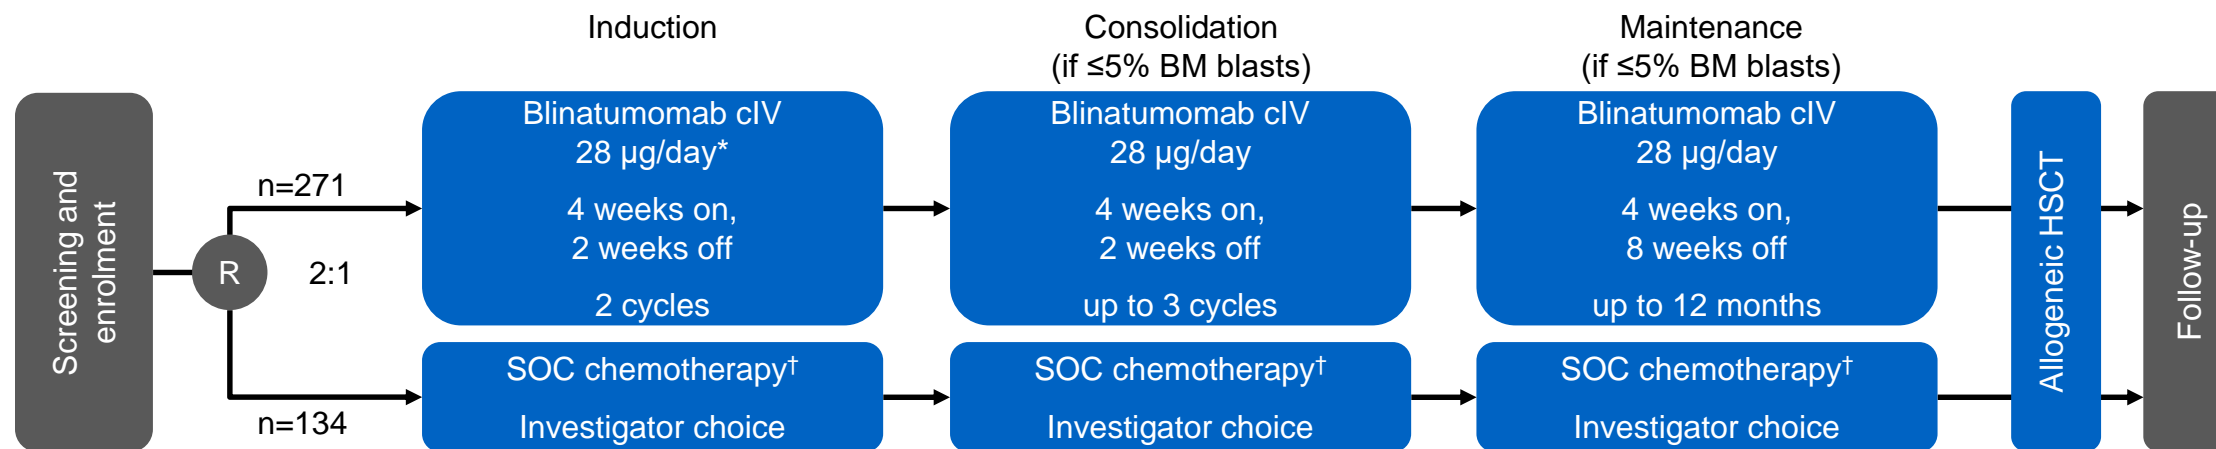 Induction
Consolidation
(if ≤5% BM blasts)
Maintenance
(if ≤5% BM blasts)
Screening and
enrolment
R
n=271
2:1
n=134
Blinatumomab cIV
28 μg/day*
4 weeks on,
2 weeks off
2 cycles
Blinatumomab cIV
28 μg/day
4 weeks on,
2 weeks off
up to 3 cycles
Blinatumomab cIV
28 μg/day
4 weeks on,
8 weeks off
up to 12 months
SOC chemotherapy†
Investigator choice
SOC chemotherapy†
Investigator choice
SOC chemotherapy†
Investigator choice
Allogeneic HSCT
Follow-up